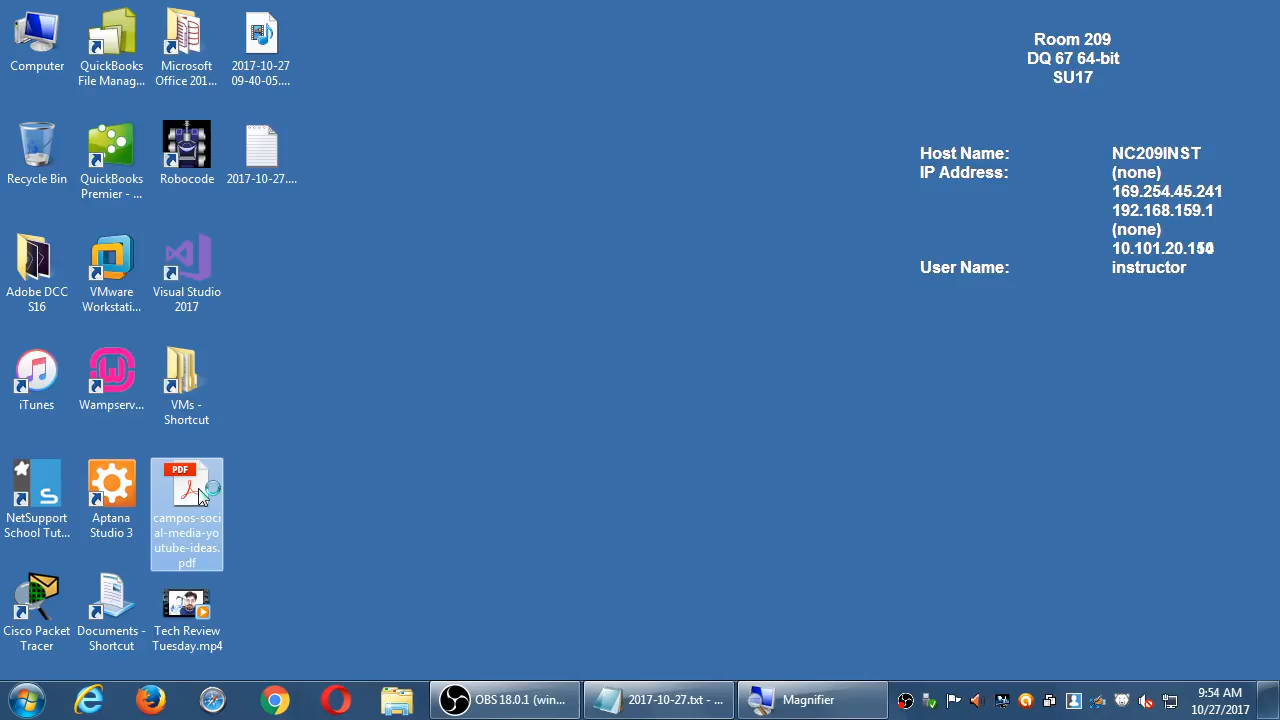 Computer
QuickBooks
File Manag...
Microsoft
Office 201...
2017-10-27
09-40-05....
Recycle Bin
QuickBooks
Premier - ...
Robocode
2017-10-27....
Adobe DCC
S16
VMware
Workstati...
Visual Studio
2017
iTunes
Wampserv...
VMs -
Shortcut
NetSupport
School Tut...
Aptana
Studio 3
PDF
campos-soci
al-media-yo
utube-ideas.
pdf
Cisco Packet
Tracer
Documents -
Shortcut
Tech Review
Tuesday.mp4
Room 209
DQ 67 64-bit
SU17
Host Name: NC209INST
IP Address: (none)
169.254.45.241
192.168.159.1
(none)
User Name: instructor
OBS 18.0.1 (win...
2017-10-27.txt - ...
Magnifier
9:54 AM
10/27/2017